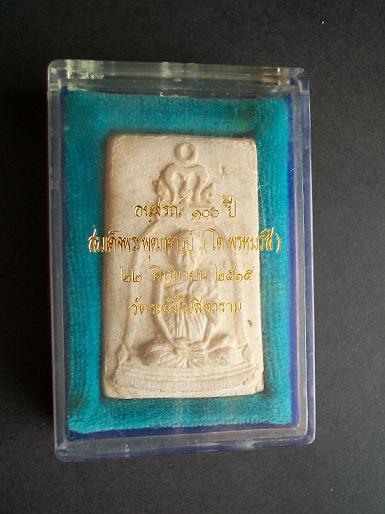 อนุสรณ์ ๑๐๐ ปี
สมเด็จพระพุฒาจารย์ (โต พรหมรังสี)
๒๒ มิถุนายน ๒๕๑๕
วัดระฆังโฆสิตาราม